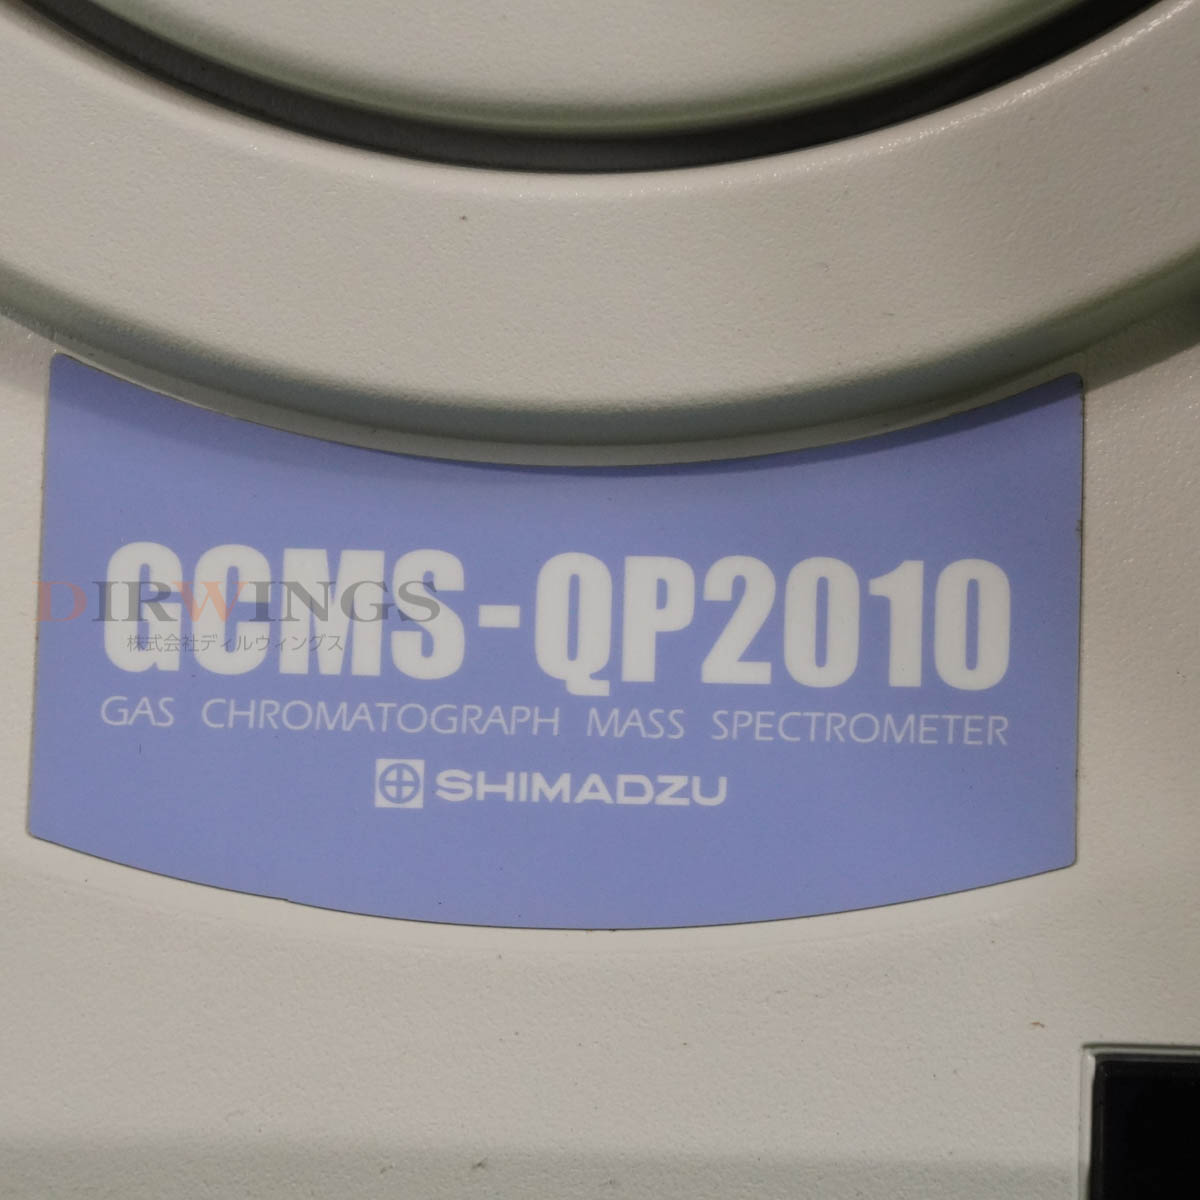 GCMS-QP2010
DIRWINGS
株式会社ディルウィングス
GAS CHROMATOGRAPH MASS SPECTROMETER
SHIMADZU